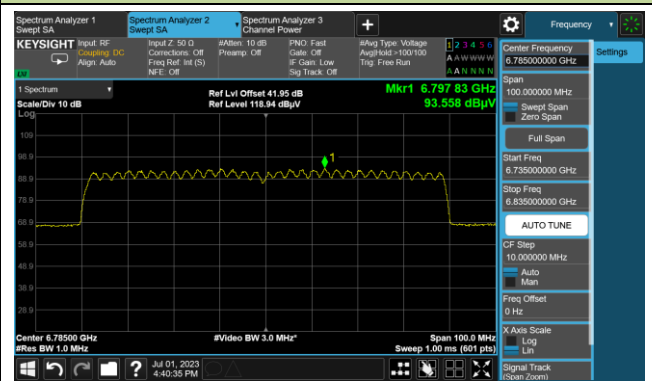 Spectrum Analyzer 1
Swept SA
Spectrum Analyzer 2
Swept SA
Spectrum Analyzer 3
Channel Power
Frequency
KEYSIGHT
Input: RF
Coupling: DC
Align: Auto
Input Z: 50 Ω
Corrections: Off
Freq Ref: Int (S)
NFE: Off
#Atten: 10 dB
Preamp: Off
PNO: Fast
Gate: Off
IF Gain: Low
Sig Track: Off
#Avg Type: Voltage
Avg|Hold:>100/100
Trig: Free Run
1 2 3 4 5 6
A A W W W W
A A N N N N
1 Spectrum
Scale/Div 10 dB
Log
Ref Lvl Offset 41.95 dB
Ref Level 118.94 dBµV
Mkr1 6.797 83 GHz
93.558 dBµV
1
109
98.9
88.9
78.9
68.9
58.9
48.9
38.9
28.9
Center 6.78500 GHz
#Res BW 1.0 MHz
#Video BW 3.0 MHz*
Span 100.0 MHz
Sweep 1.00 ms (601 pts)
Jul 01, 2023
4:40:35 PM
Center Frequency
6.785000000 GHz
Settings
Span
100.000000 MHz
Swept Span
Zero Span
Full Span
Start Freq
6.735000000 GHz
Stop Freq
6.835000000 GHz
AUTO TUNE
CF Step
10.000000 MHz
Auto
Man
Freq Offset
0 Hz
X Axis Scale
Log
Lin
Signal Track
(Span Zoom)